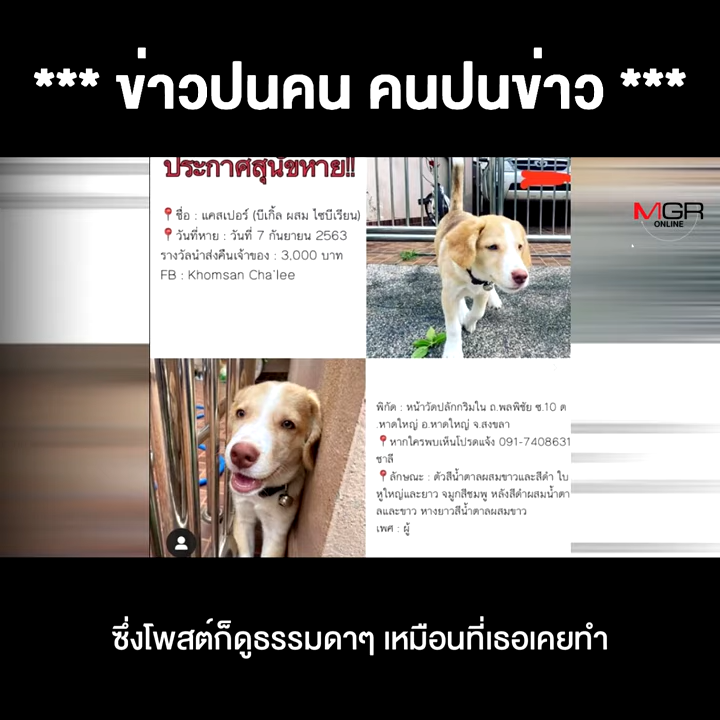 *** ข่าวปนคน คนปนข่าว ***
ประกาศสุนัขหาย!!
📍ชื่อ : แคสเปอร์ (บีเกิ้ล ผสม ไซบีเรียน)
📍วันที่หาย : วันที่ 7 กันยายน 2563
รางวัลนำส่งคืนเจ้าของ : 3,000 บาท
FB : Khomsan Cha'lee
MGR
ONLINE
พิกัด : หน้าวัดปลักกริมใน ถ.พลพิชัย ซ.10 ต
.หาดใหญ่ อ.หาดใหญ่ จ.สงขลา
📍หากใครพบเห็นโปรดแจ้ง 091-7408631
ชาลี
📍ลักษณะ : ตัวสีน้ำตาลผสมขาวและสีดำ ใบ
หูใหญ่และยาว จมูกสีชมพู หลังสีดำผสมน้ำตา
ลและขาว หางยาวสีน้ำตาลผสมขาว
เพศ : ผู้
ซึ่งโพสต์ก็ดูธรรมดาๆ เหมือนที่เธอเคยทำ